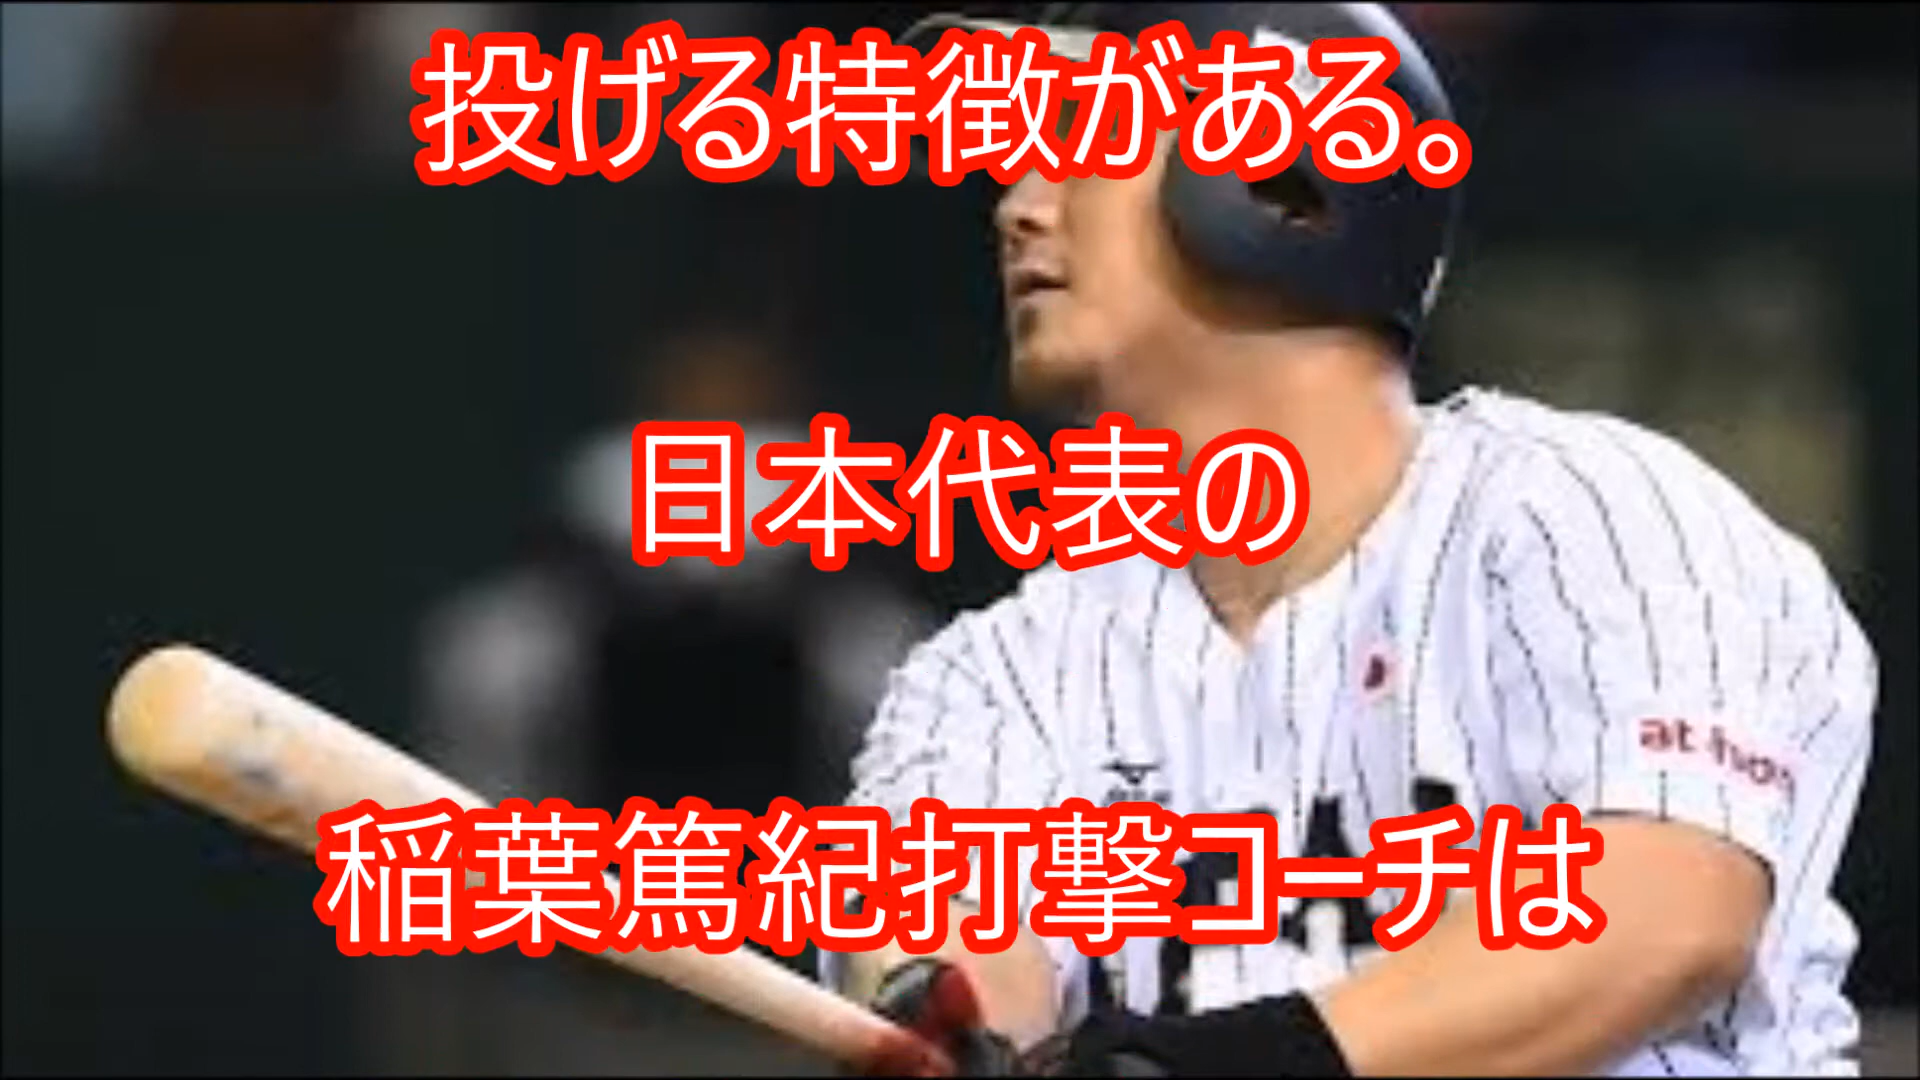 投げる特徴がある。
日本代表の
稲葉篤紀打撃コーチは